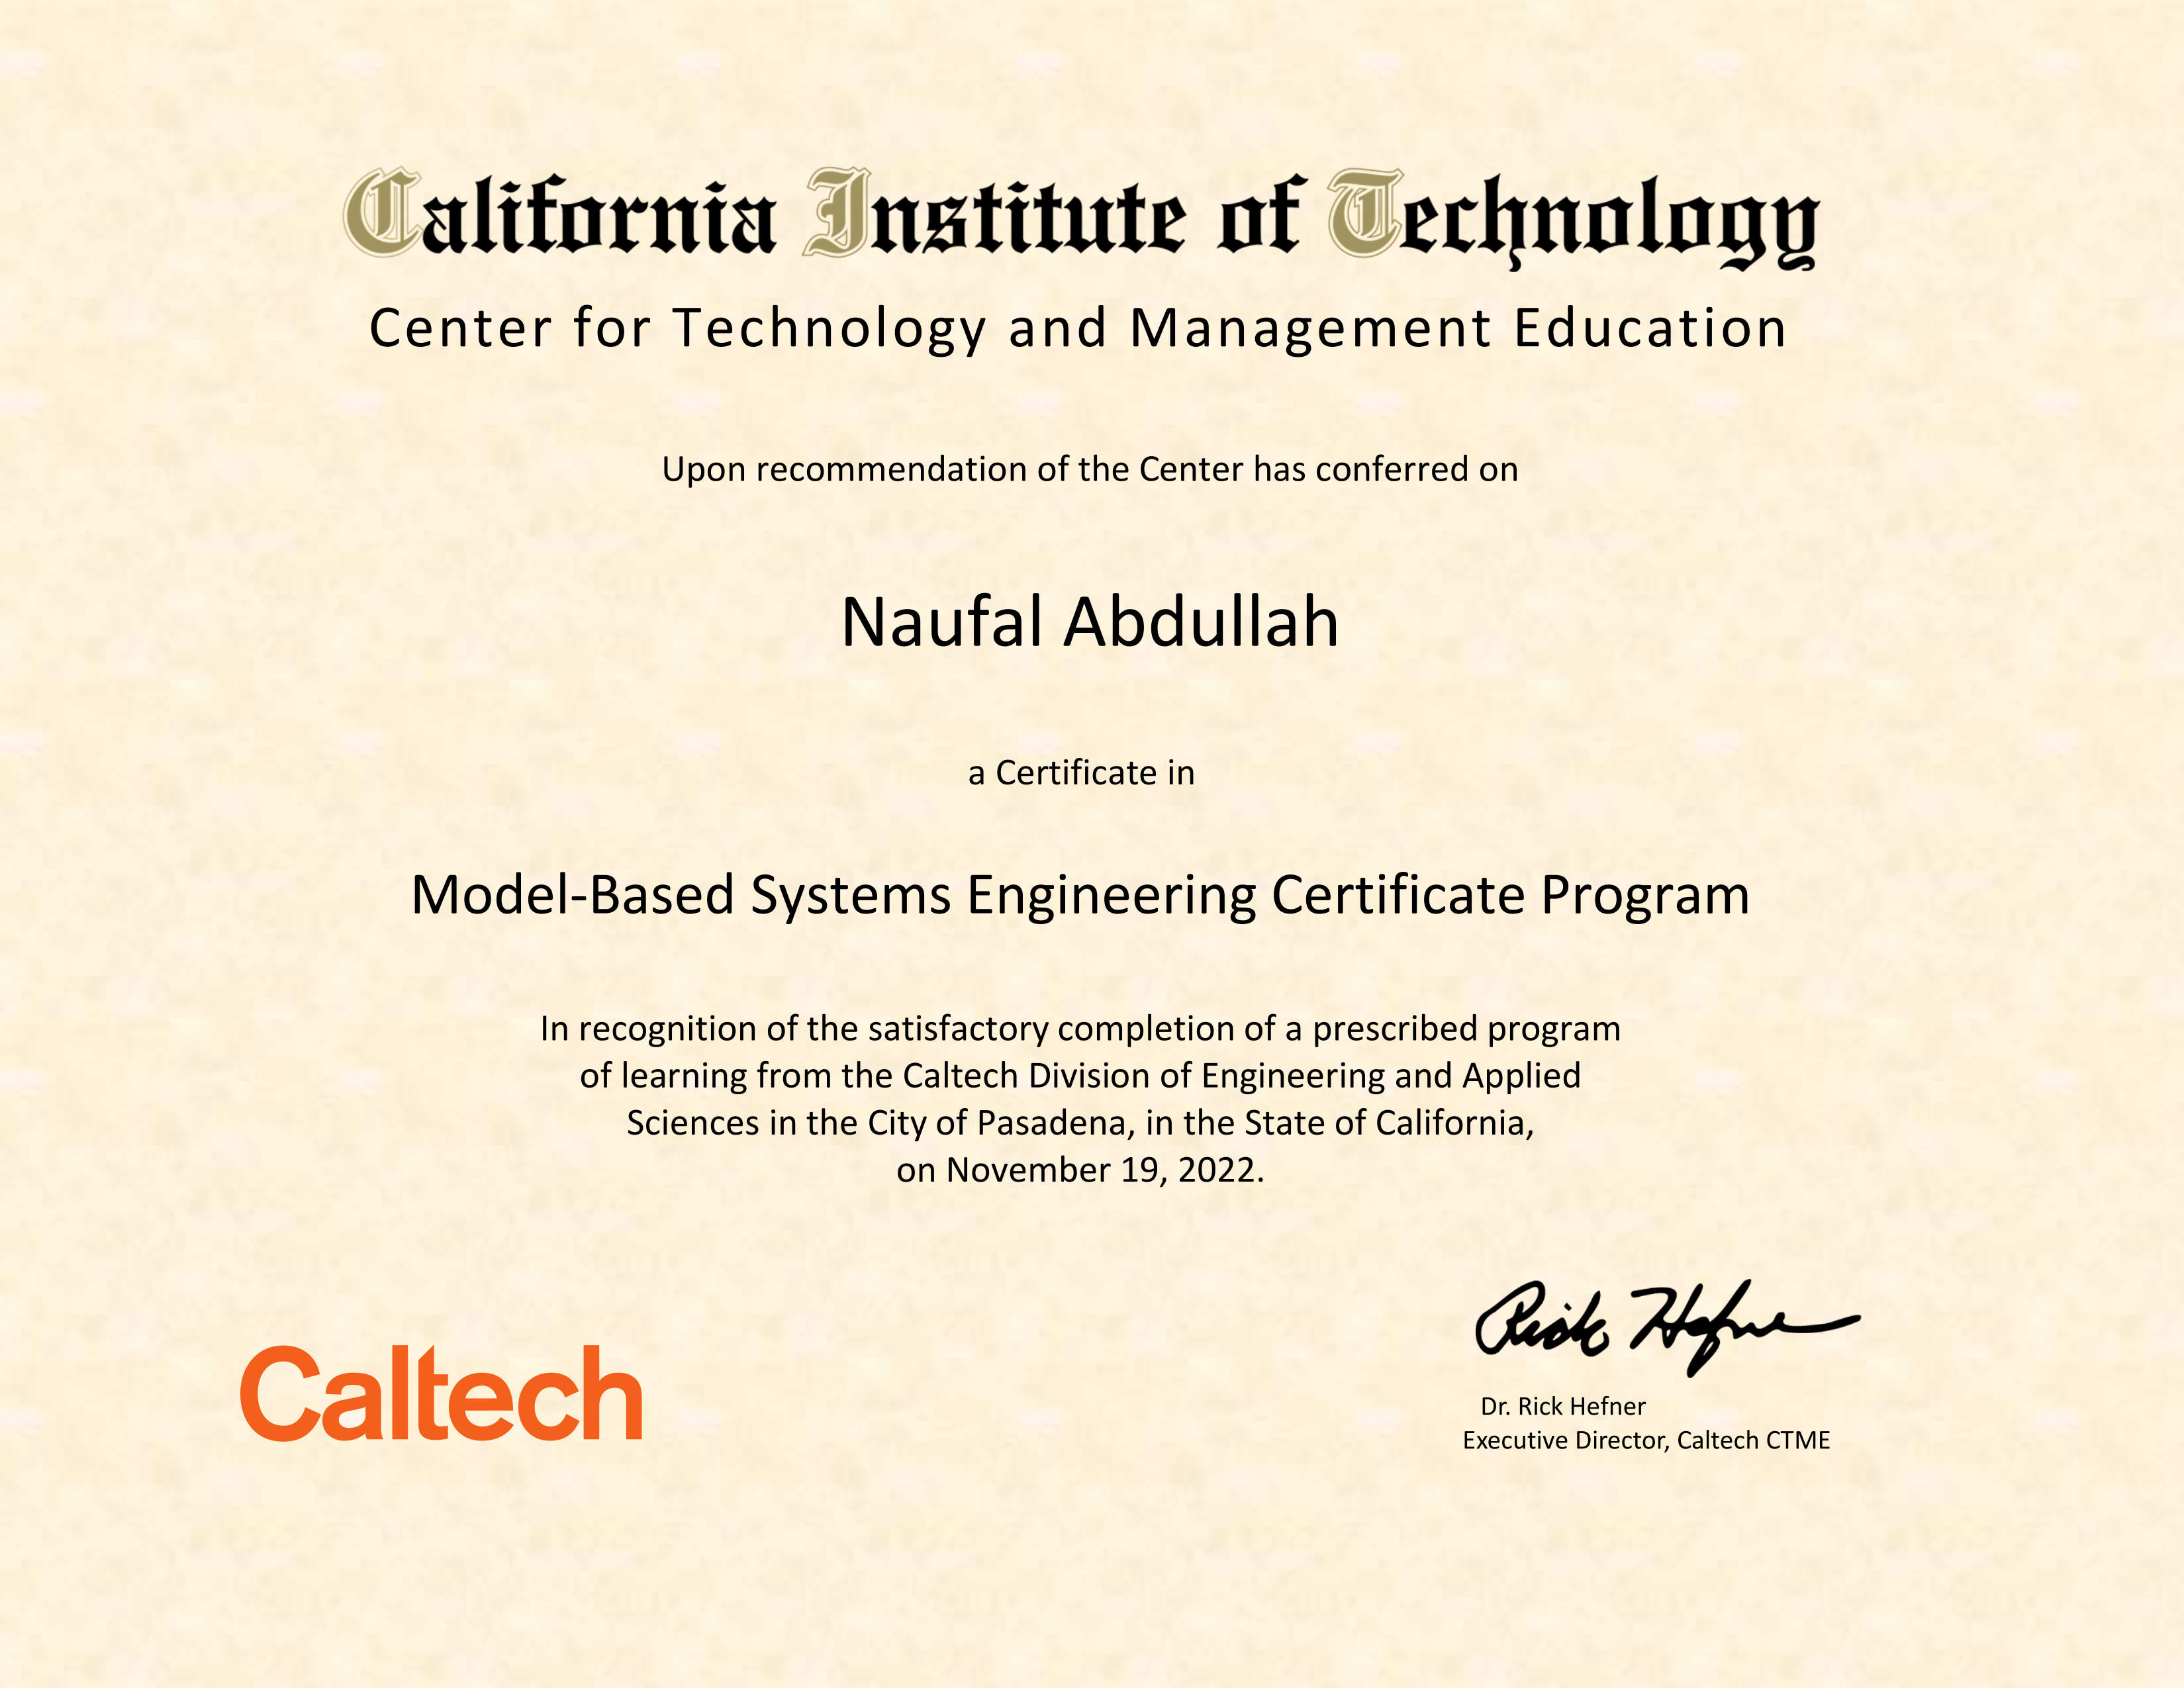 California Institute of Technology
Center for Technology and Management Education
Upon recommendation of the Center has conferred on
Naufal Abdullah
a Certificate in
Model-Based Systems Engineering Certificate Program
In recognition of the satisfactory completion of a prescribed program
of learning from the Caltech Division of Engineering and Applied
Sciences in the City of Pasadena, in the State of California,
on November 19, 2022.
Rick Hefner
Caltech
Dr. Rick Hefner
Executive Director, Caltech CTME